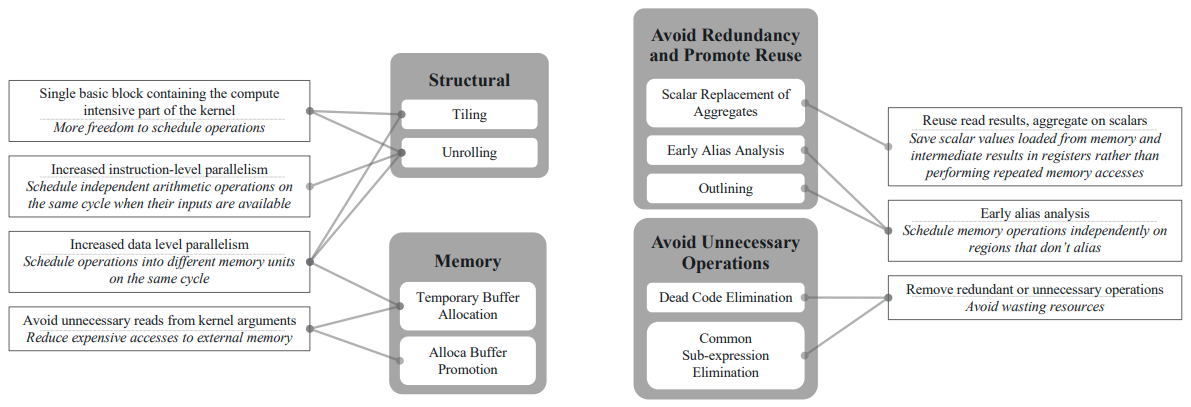 Single basic block containing the compute
intensive part of the kernel
More freedom to schedule operations
Increased instruction-level parallelism
Schedule independent arithmetic operations on
the same cycle when their inputs are available
Increased data level parallelism
Schedule operations into different memory units
on the same cycle
Avoid unnecessary reads from kernel arguments
Reduce expensive accesses to external memory
Structural
Tiling
Unrolling
Memory
Temporary Buffer
Allocation
Alloca Buffer
Promotion
Avoid Redundancy
and Promote Reuse
Scalar Replacement of
Aggregates
Early Alias Analysis
Outlining
Avoid Unnecessary
Operations
Dead Code Elimination
Common
Sub-expression
Elimination
Reuse read results, aggregate on scalars
Save scalar values loaded from memory and
intermediate results in registers rather than
performing repeated memory accesses
Early alias analysis
Schedule memory operations independently on
regions that don't alias
Remove redundant or unnecessary operations
Avoid wasting resources